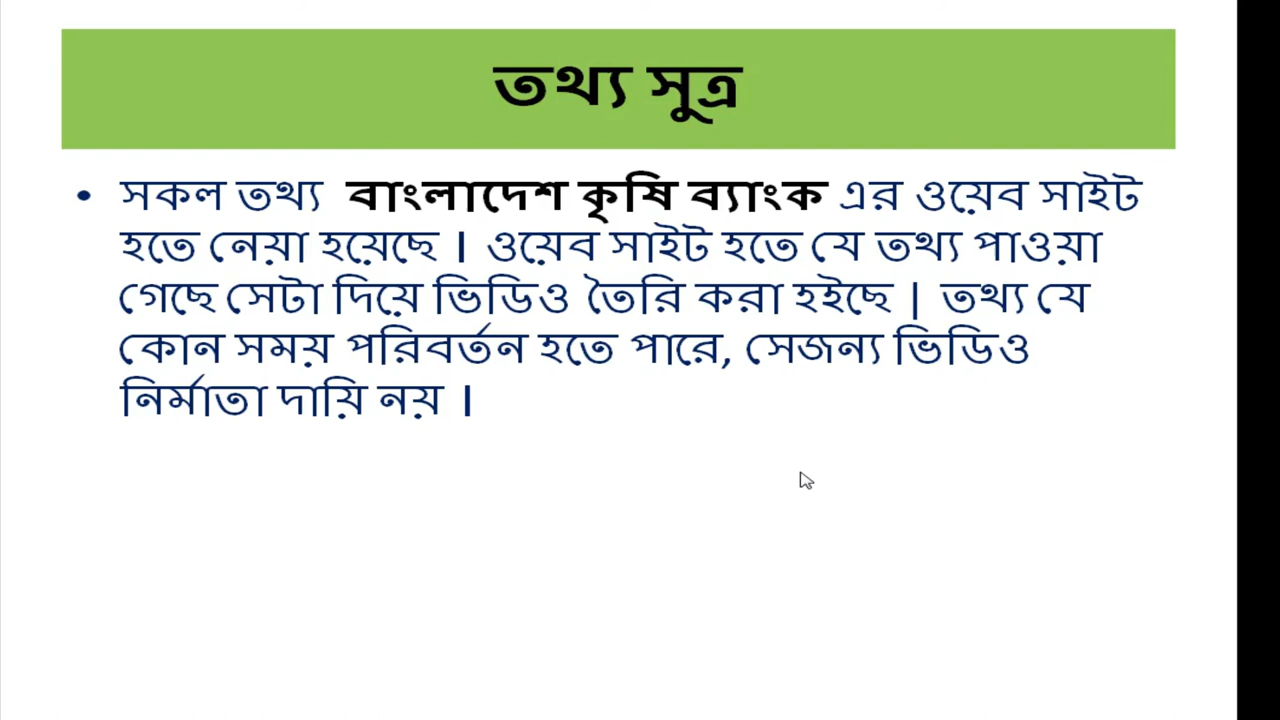 তথ্য সুত্র
• সকল তথ্য বাংলাদেশ কৃষি ব্যাংক এর ওয়েব সাইট
হতে নেয়া হয়েছে । ওয়েব সাইট হতে যে তথ্য পাওয়া
গেছে সেটা দিয়ে ভিডিও তৈরি করা হইছে | তথ্য যে
কোন সময় পরিবর্তন হতে পারে, সেজন্য ভিডিও
নির্মাতা দায়ি নয় ।